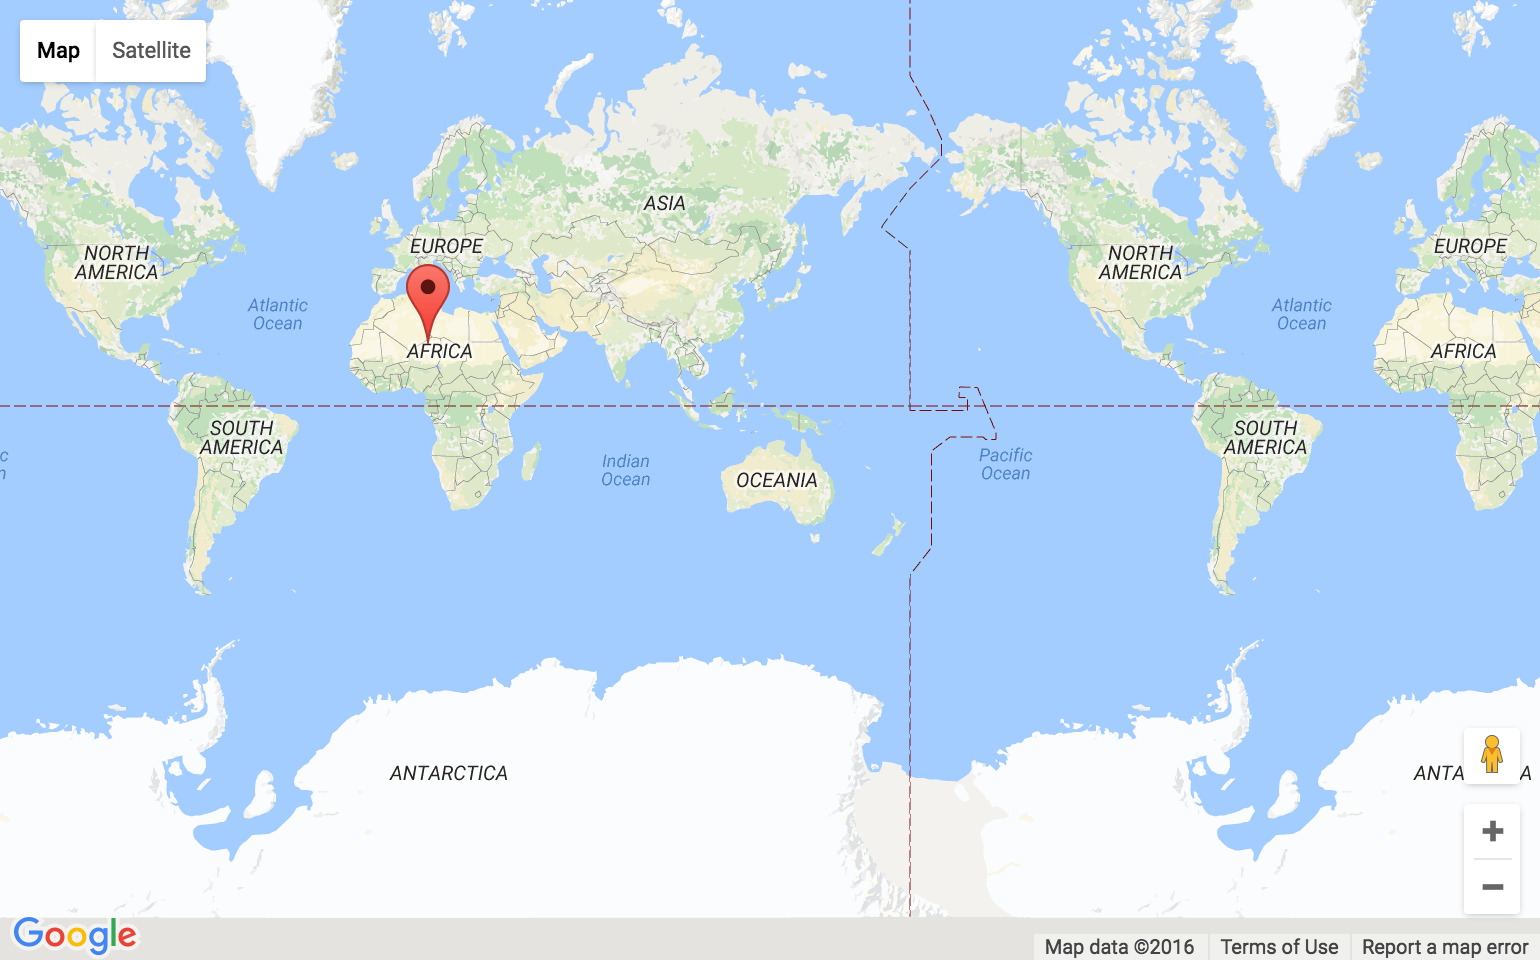 Map Satellite
ASIA
EUROPE
EUROPE
NORTH
AMERICA
NORTH
AMERICA
Atlantic
Ocean
Atlantic
Ocean
AFRICA
AFRICA
SOUTH
AMERICA
SOUTH
AMERICA
Indian
Ocean
OCEANIA
Pacific
Ocean
c
n
ANTARCTICA
ANTA A
Google
Map data ©2016 Terms of Use Report a map error